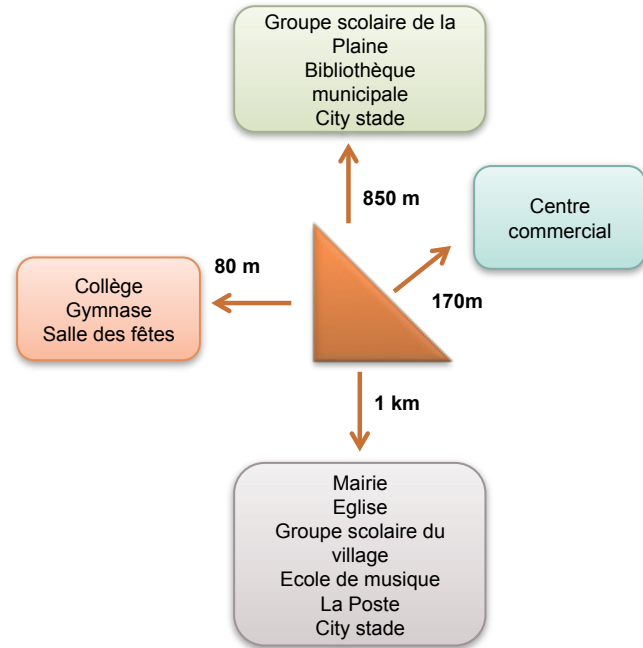 Groupe scolaire de la
Plaine
Bibliothèque
municipale
City stade
850 m
Centre
commercial
80 m
170m
Collège
Gymnase
Salle des fêtes
1 km
Mairie
Eglise
Groupe scolaire du
village
Ecole de musique
La Poste
City stade